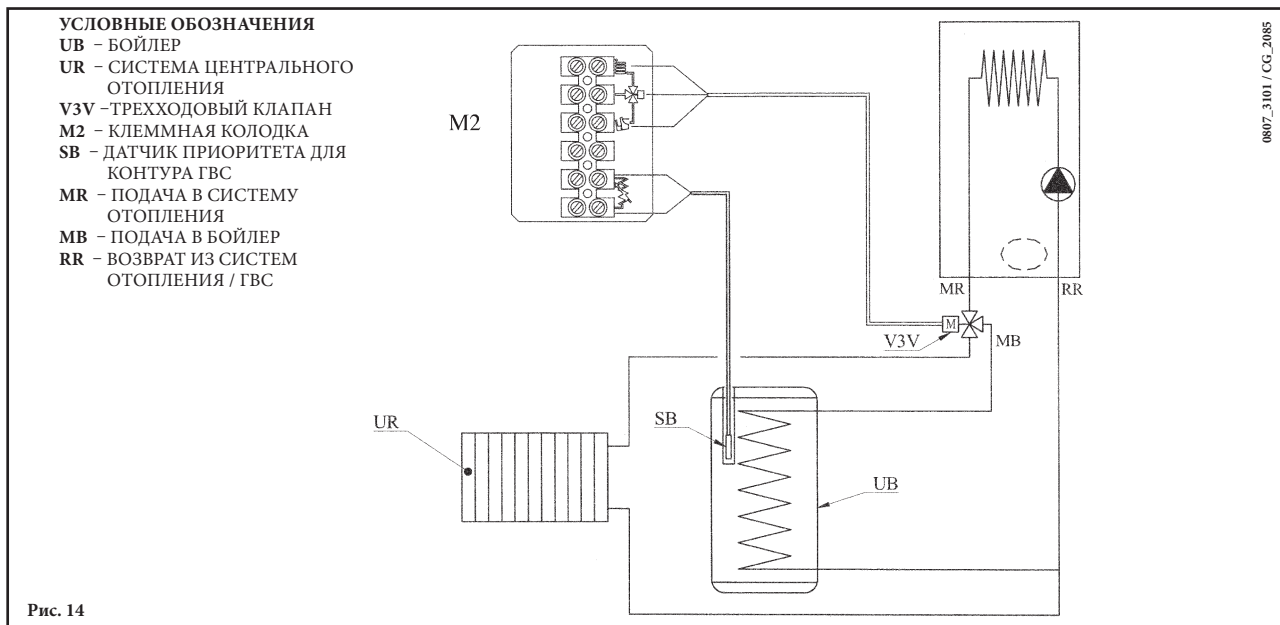 УСЛОВНЫЕ ОБОЗНАЧЕНИЯ
UB – БОЙЛЕР
UR – СИСТЕМА ЦЕНТРАЛЬНОГО
ОТОПЛЕНИЯ
V3V –ТРЕХХОДОВЫЙ КЛАПАН
M2 – КЛЕММНАЯ КОЛОДКА
SB – ДАТЧИК ПРИОРИТЕТА ДЛЯ
КОНТУРА ГВС
MR – ПОДАЧА В СИСТЕМУ
ОТОПЛЕНИЯ
MB – ПОДАЧА В БОЙЛЕР
RR – ВОЗВРАТ ИЗ СИСТЕМ
ОТОПЛЕНИЯ / ГВС
M2
0807_3101 / CG_2085
MR
RR
M
V3V
MB
UR
SB
UB
Рис. 14